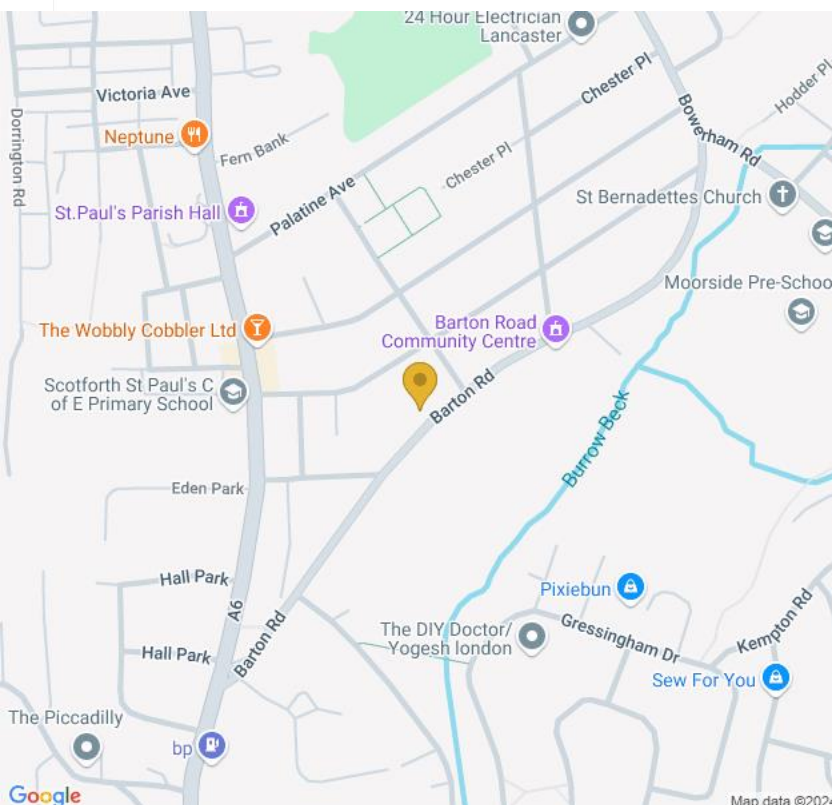 24 Hour Electrician
Lancaster
Victoria Ave
Chester Pl
Hodder Pl
Dorrington Rd
Neptune
Fern Bank
Bowerham Rd
Chester Pl
St Bernadettes Church
St.Paul's Parish Hall
Palatine Ave
Moorside Pre-Schoo
The Wobbly Cobbler Ltd
Barton Road
Community Centre
Scotforth St Paul's C
of E Primary School
Barton Rd
Burrow Beck
Eden Park
Hall Park
A6
Pixiebun
Barton Rd
The DIY Doctor/
Yogesh london
Gressingham Dr
Kempton Rd
Hall Park
Sew For You
The Piccadilly
bp
Google
Map data ©2024